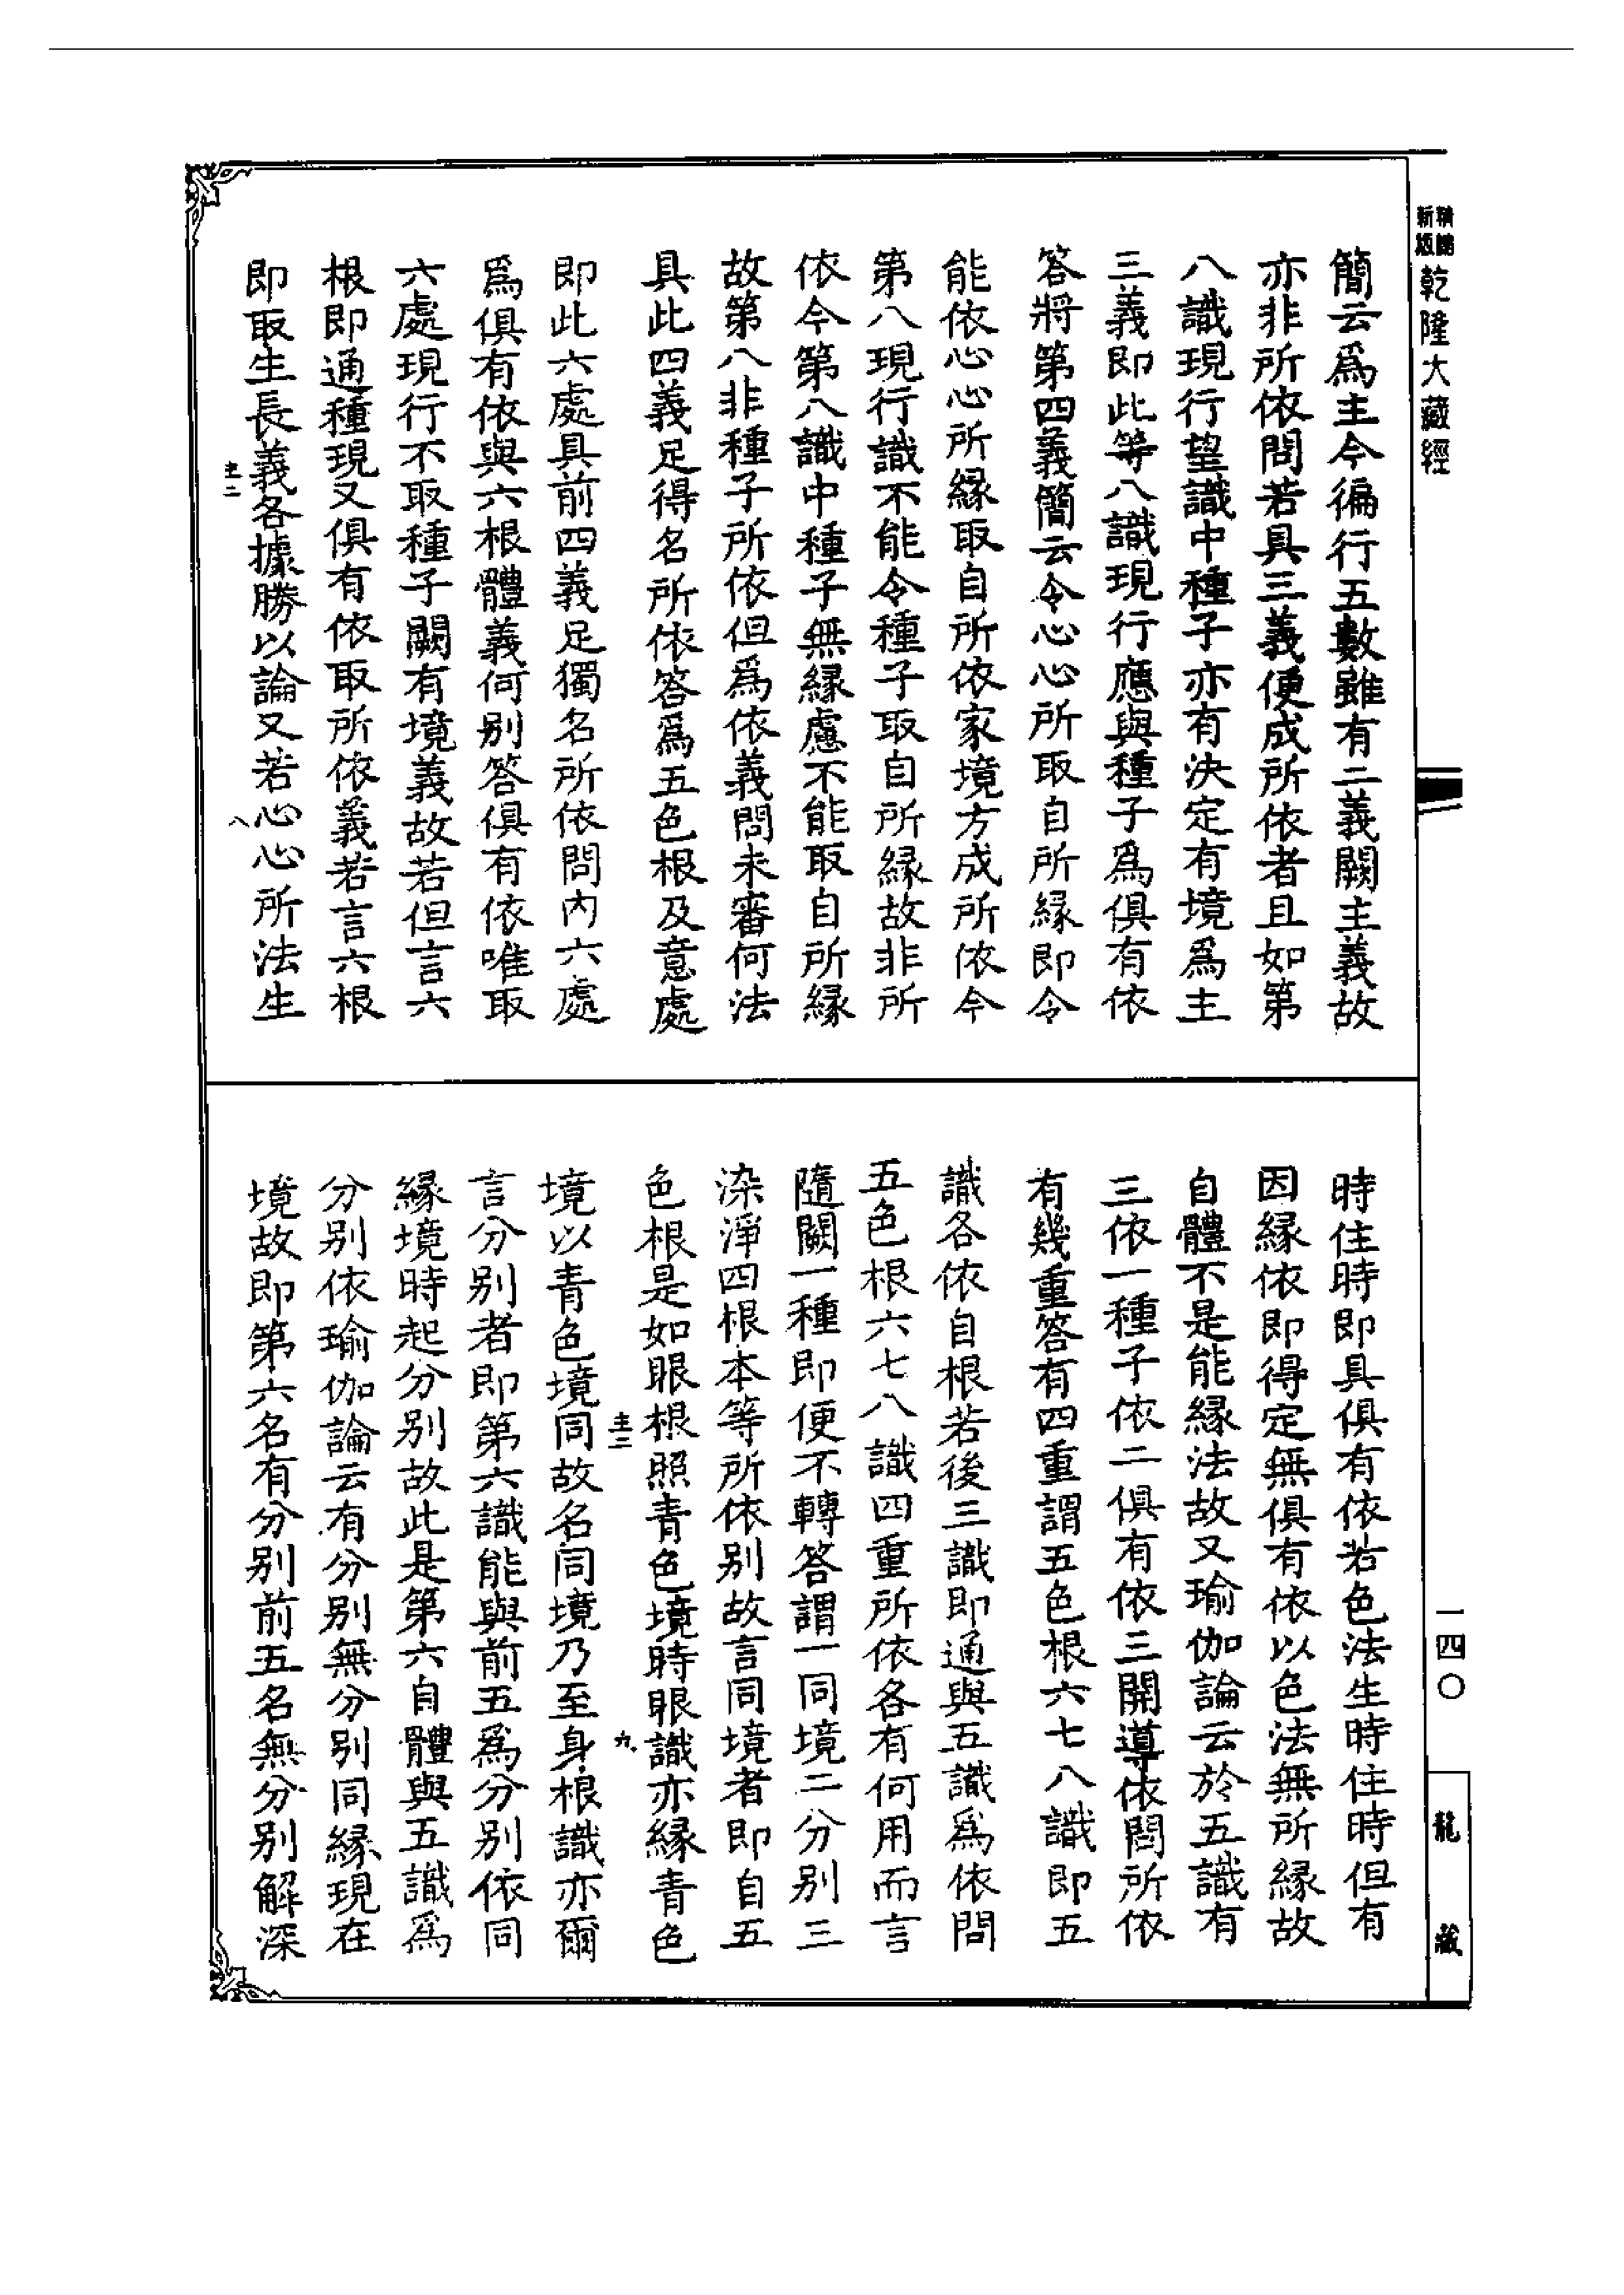 新編縮版
乾隆大藏經
簡云爲主今徧行五數雖有二義闕主義故
亦非所依問若具三義便成所依者且如第
八識現行望識中種子亦有決定有境爲主
三義即此等八識現行應與種子爲俱有依
答將第四義簡云令心心所取自所緣即令
能依心心所緣取自所依家境方成所依今
第八現行識不能令種子取自所緣故非所
依今第八識中種子無緣慮不能取自所緣
故第八非種子所依但爲依義問未審何法
具此四義足得名所依答爲五色根及意處
即此六處具前四義足獨名所依問內六處
爲俱有依與六根體義何別答俱有依唯取
六處現行不取種子闕有境義故若但言六
根即通種現又俱有依取所依義若言六根
即取生長義各據勝以論又若心心所法生
圭二
八
時住時即具俱有依若色法生時住時但有
因緣依即得定無俱有依以色法無所緣故
自體不是能緣法故又瑜伽論云於五識有
三依一種子依二俱有依三開導依問所依
有幾重答有四重謂五色根六七八識即五
識各依自根若後三識即通與五識爲依問
五色根六七八識四重所依各有何用而言
隨闕一種即便不轉答謂一同境二分別三
染淨四根本等所依別故言同境者即自五
色根是如眼根照青色境時眼識亦緣青色
圭二
九
境以青色境同故名同境乃至身根識亦爾
言分別者即第六識能與前五爲分別依同
緣境時起分別故此是第六自體與五識爲
分別依瑜伽論云有分別無分別同緣現在
境故即第六名有分別前五名無分別解深
一四〇
龍藏